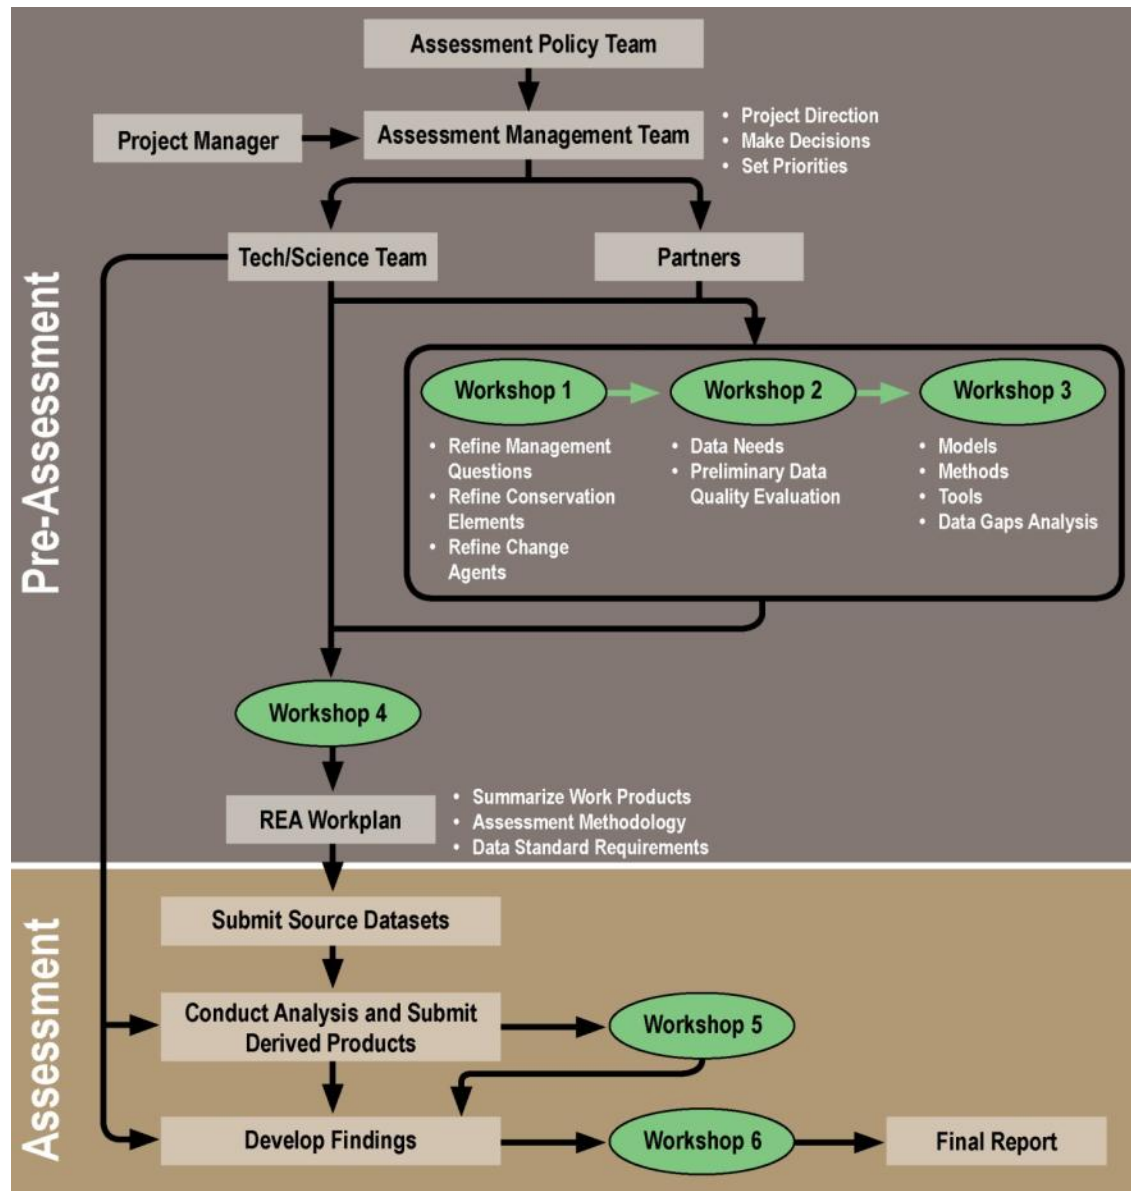 Assessment Policy Team
Project Manager
Assessment Management Team
• Project Direction
• Make Decisions
• Set Priorities
Tech/Science Team
Partners
Pre-Assessment
Workshop 1
• Refine Management
Questions
• Refine Conservation
Elements
• Refine Change
Agents
Workshop 2
• Data Needs
• Preliminary Data
Quality Evaluation
Workshop 3
• Models
• Methods
• Tools
• Data Gaps Analysis
Workshop 4
REA Workplan
• Summarize Work Products
• Assessment Methodology
• Data Standard Requirements
Assessment
Submit Source Datasets
Conduct Analysis and Submit
Derived Products
Workshop 5
Develop Findings
Workshop 6
Final Report